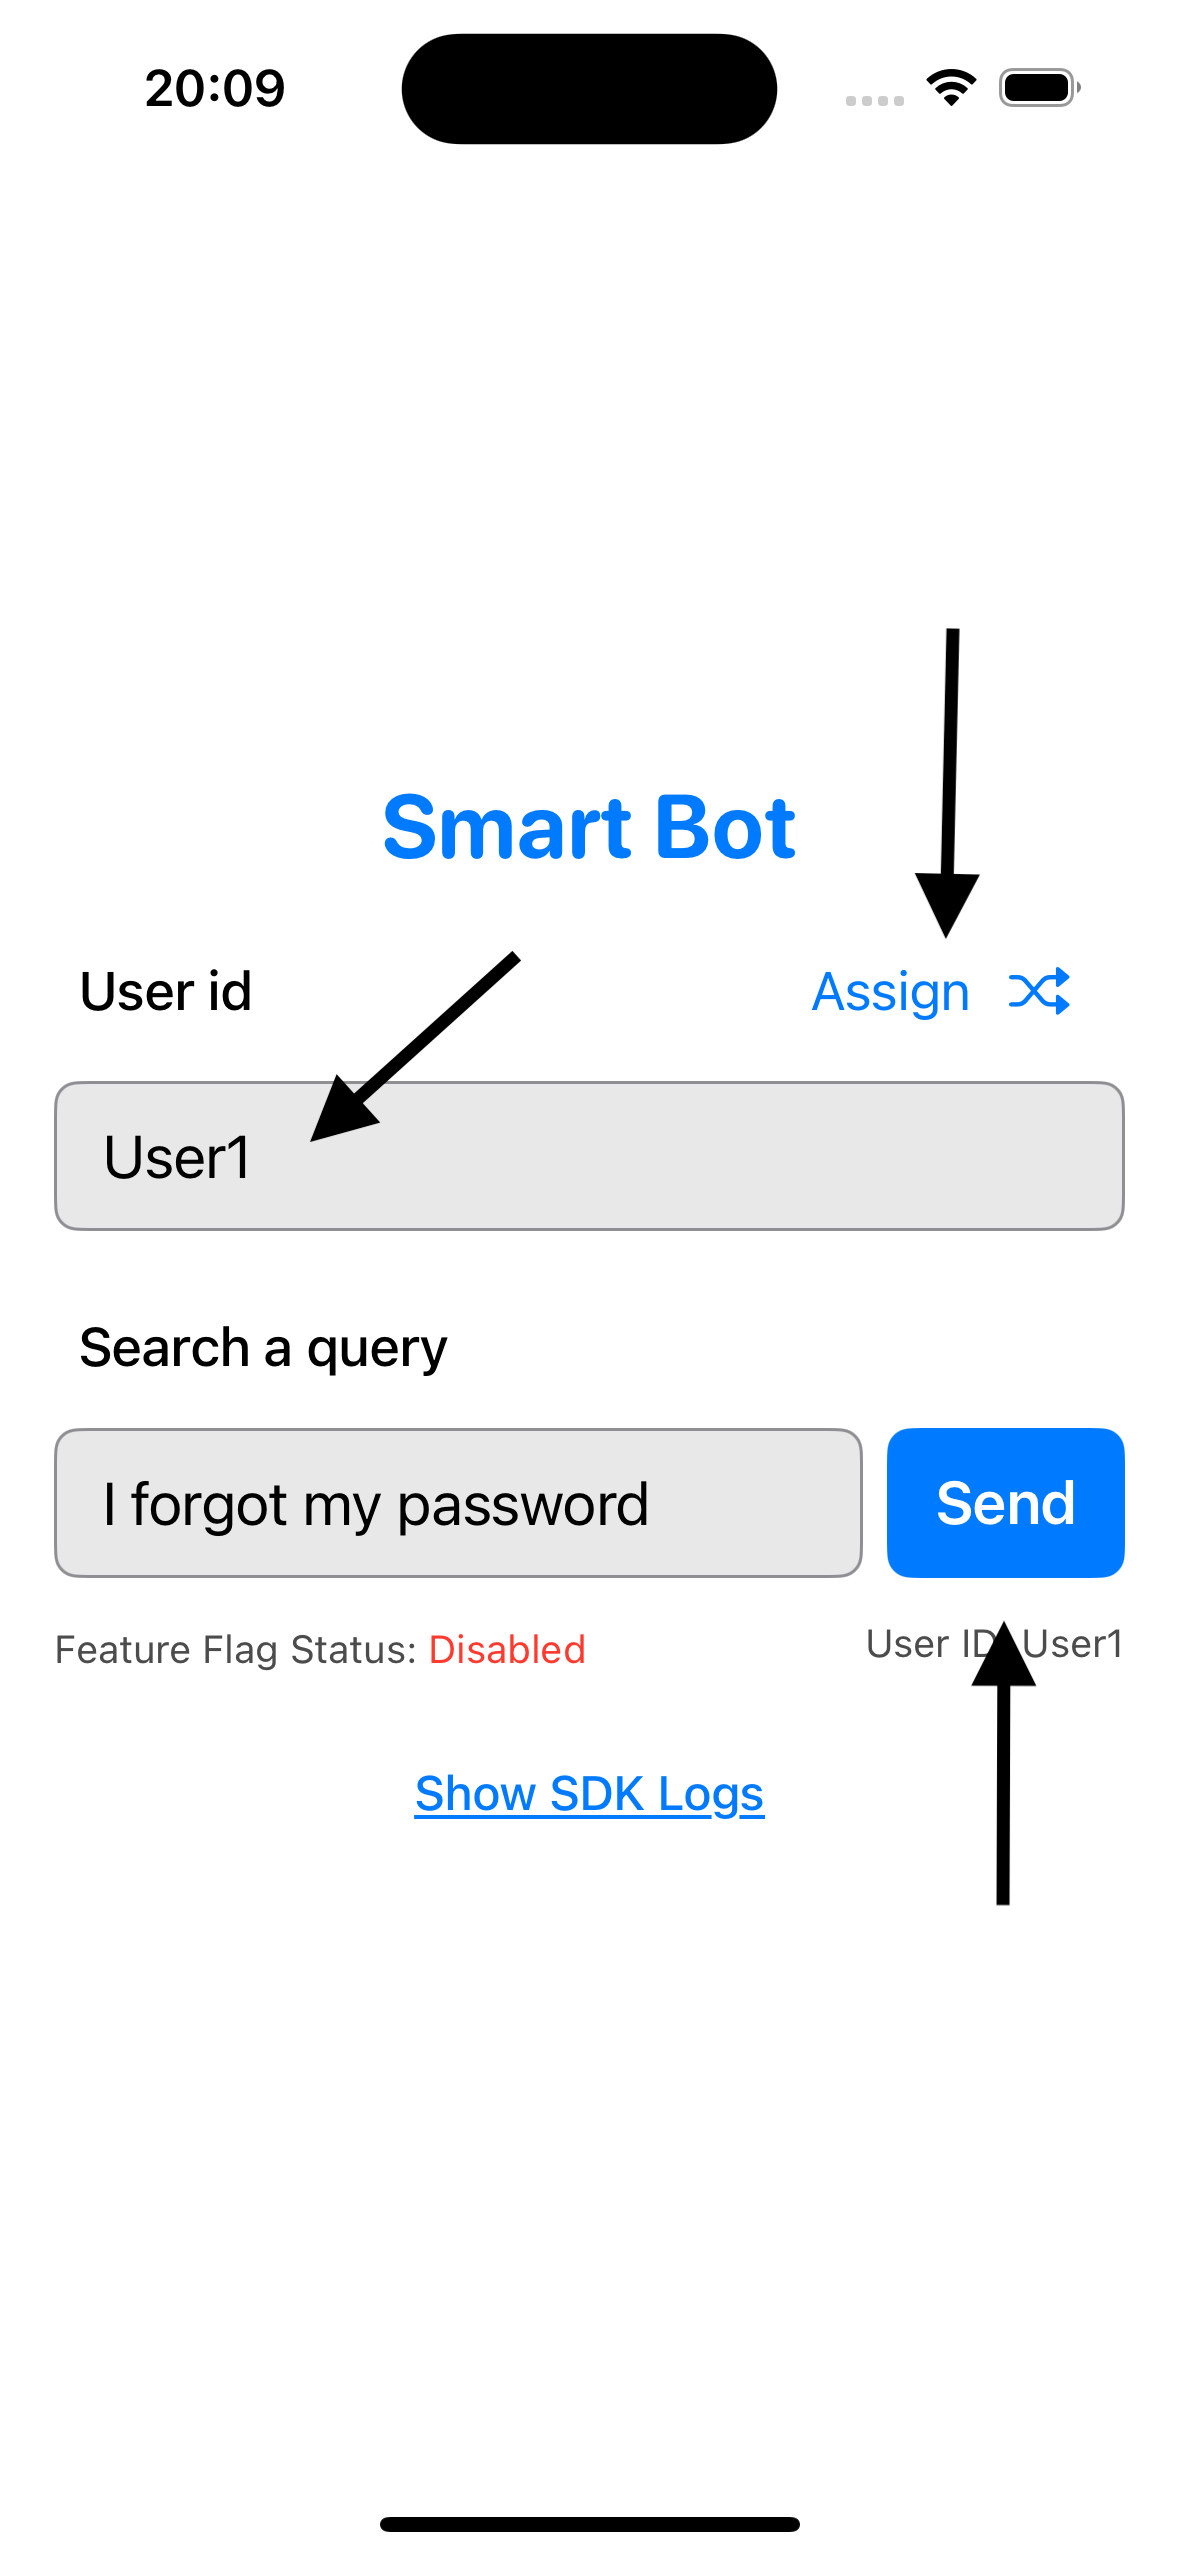 20:09
Smart Bot
User id
Assign
User1
Search a query
I forgot my password
Send
Feature Flag Status: Disabled
User ID: User1
Show SDK Logs